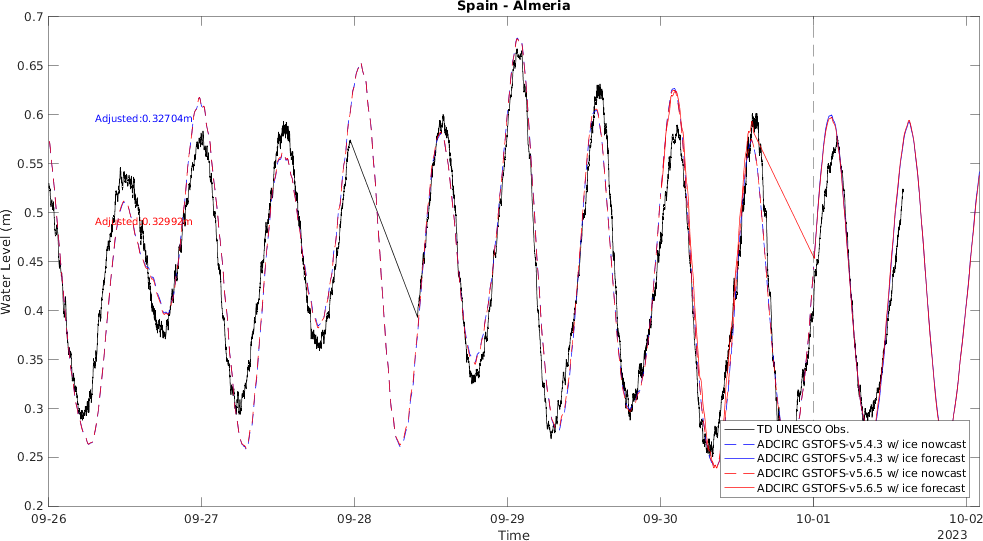 Spain - Almeria
0.7
0.65
0.6
0.55
0.5
0.45
0.4
0.35
0.3
0.25
0.2
Water Level (m)
Adjusted:0.32704m
Adjusted:0.32992m
TD UNESCO Obs.
ADCIRC GSTOFS-v5.4.3 w/ ice nowcast
ADCIRC GSTOFS-v5.4.3 w/ ice forecast
ADCIRC GSTOFS-v5.6.5 w/ ice nowcast
ADCIRC GSTOFS-v5.6.5 w/ ice forecast
09-26 09-27 09-28 09-29 09-30 10-01 10-02
Time
2023